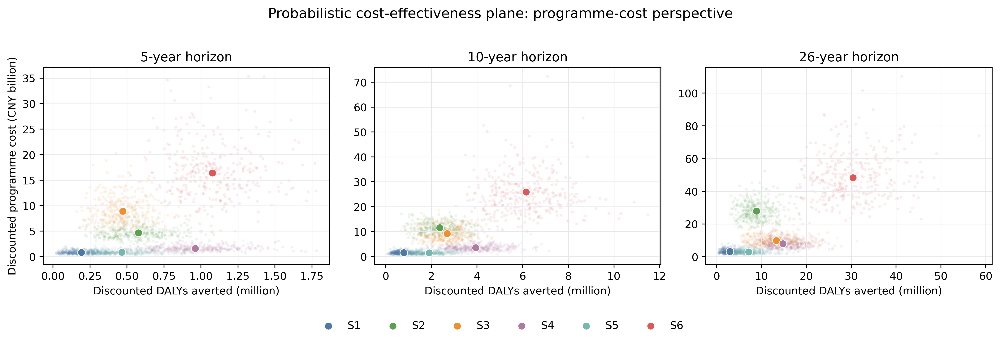 Probabilistic cost-effectiveness plane: programme-cost perspective
5-year horizon
10-year horizon
26-year horizon
Discounted programme cost (CNY billion)
35
30
25
20
15
10
5
0
0.00 0.25 0.50 0.75 1.00 1.25 1.50 1.75
Discounted DALYs averted (million)
70
60
50
40
30
20
10
0
0 2 4 6 8 10 12
Discounted DALYs averted (million)
100
80
60
40
20
0
0 10 20 30 40 50 60
Discounted DALYs averted (million)
S1 S2 S3 S4 S5 S6